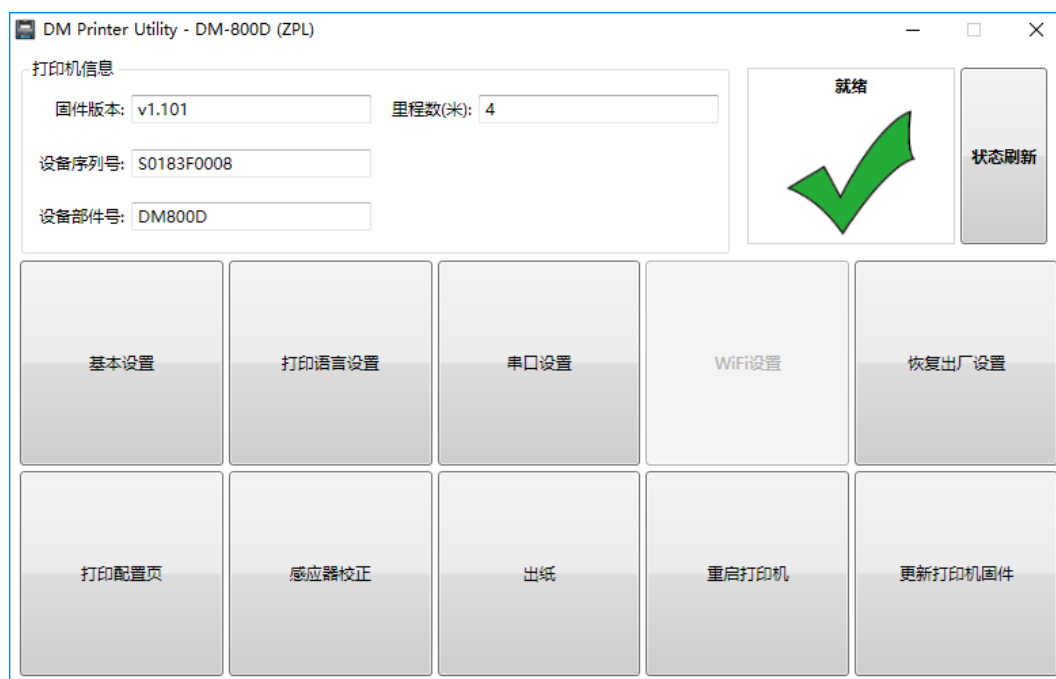 DM Printer Utility - DM-800D (ZPL)
打印机信息
固件版本: v1.101 里程数(米): 4
设备序列号: S0183F0008
设备部件号: DM800D
就绪
状态刷新
基本设置 打印语言设置 串口设置 WiFi设置 恢复出厂设置
打印配置页 感应器校正 出纸 重启打印机 更新打印机固件